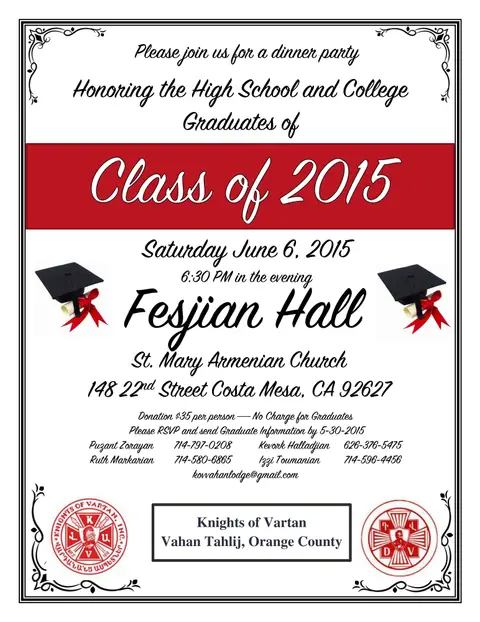 Please join us for a dinner party
Honoring the High School and College
Graduates of
Class of 2015
Saturday June 6, 2015
6:30 PM in the evening
Fesjian Hall
St. Mary Armenian Church
148 22nd Street Costa Mesa, CA 92627
Donation $35 per person — No Charge for Graduates
Please RSVP and send Graduate Information by 5-30-2015
Puzant Zorayan 714-797-0208 Kevork Halladjian 626-376-5475
Ruth Markarian 714-580-6865 Izzi Toumanian 714-596-4456
kovvahanlodge@gmail.com
KNIGHTS OF VARTAN, INC.
Knights of Vartan
Vahan Tahlij, Orange County